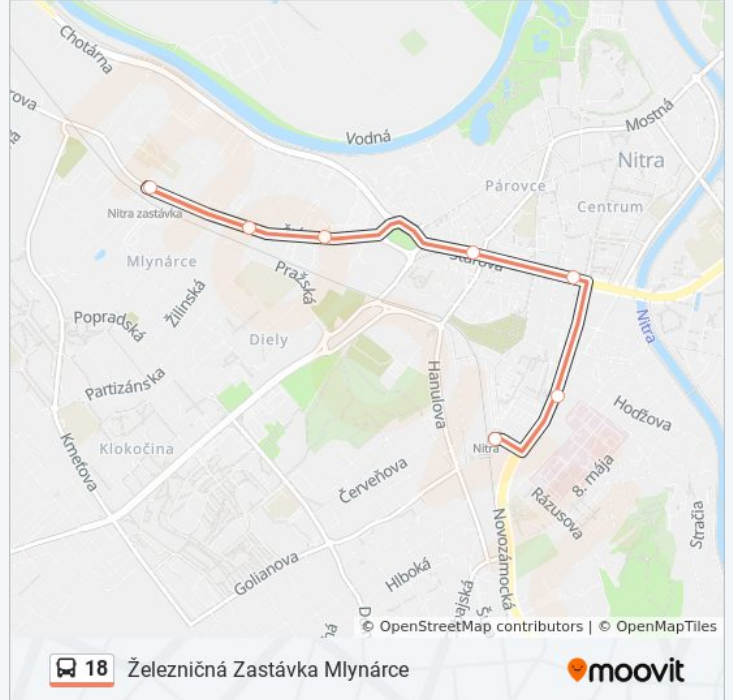 Chotárna
rova
Vodná
Mostná
Nitra
Párovce
Centrum
Nitra zastávka
Mlynárce
Štúrova
Pražská
Žilinská
Popradská
Diely
Nitra
Partizánska
Hanulova
Hodžova
Klokočina
Kmeťova
Nitra
8. mája
Červeňova
Rázusova
Stračia
Novozámocká
Golianova
Hlboká
ajská
© OpenStreetMap contributors | © OpenMapTiles
18 Železničná Zastávka Mlynárce
moovit